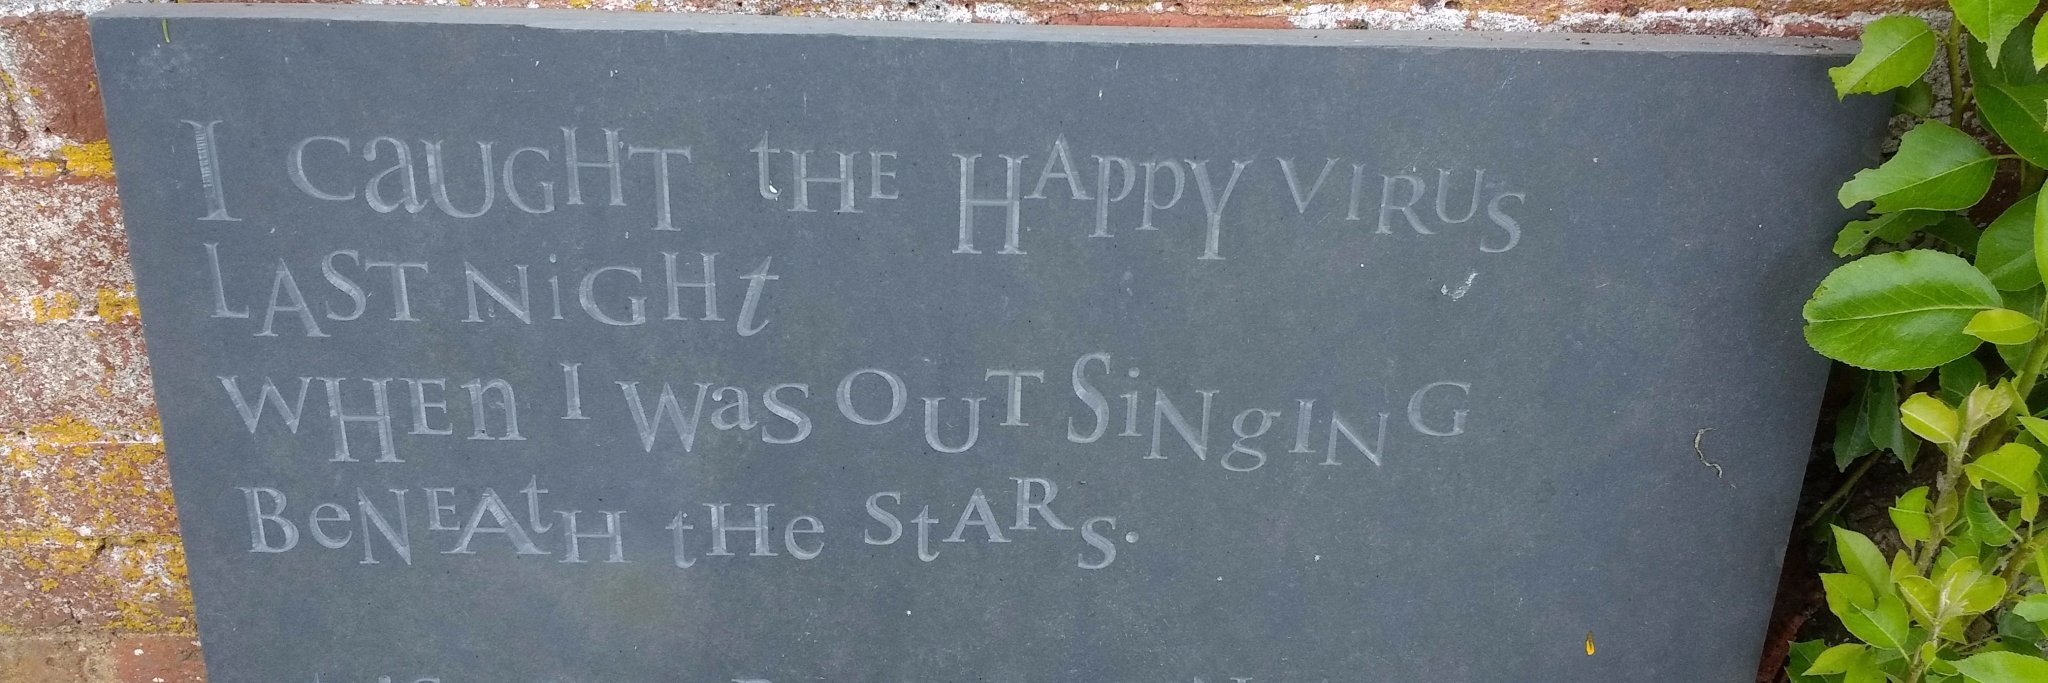 I CaUGHT tHE HAppY VIRUS
LAST NiGHt
WHEn I WaS OUT SiNgING
BeNEAtH tHe StARS.